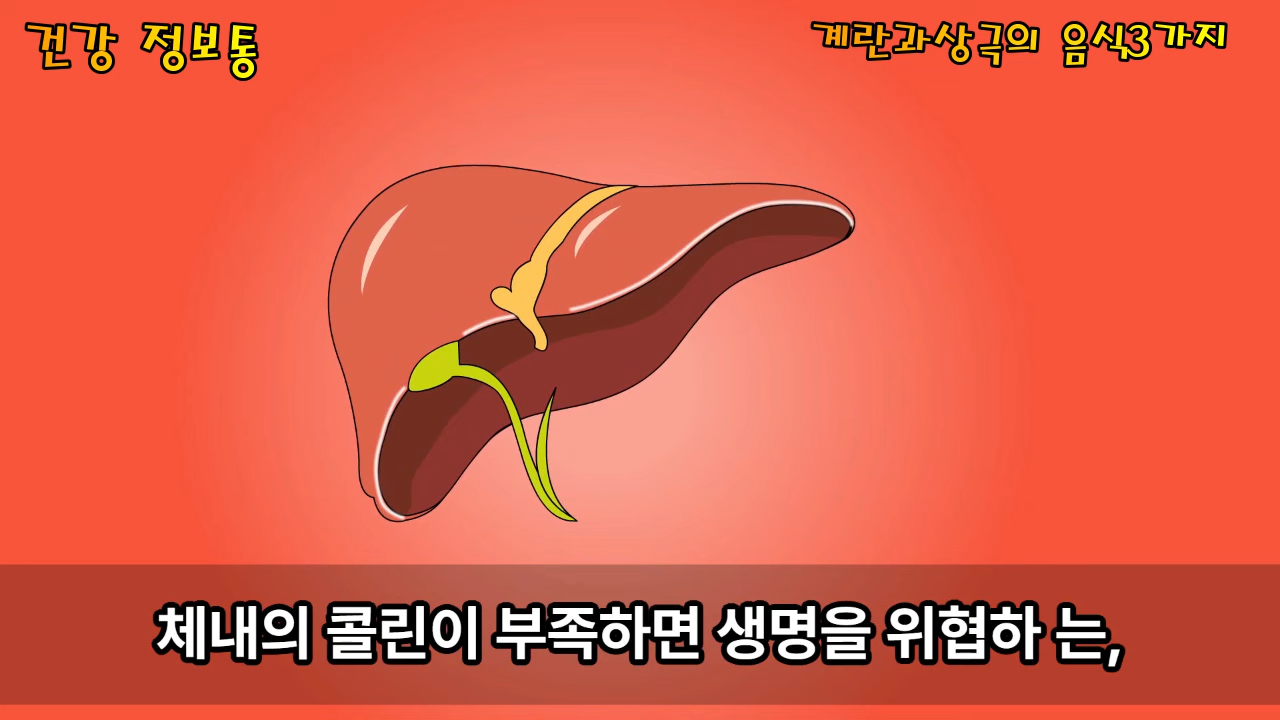 건강 정보통
계란과상극의 음식3가지
체내의 콜린이 부족하면 생명을 위협하 는,